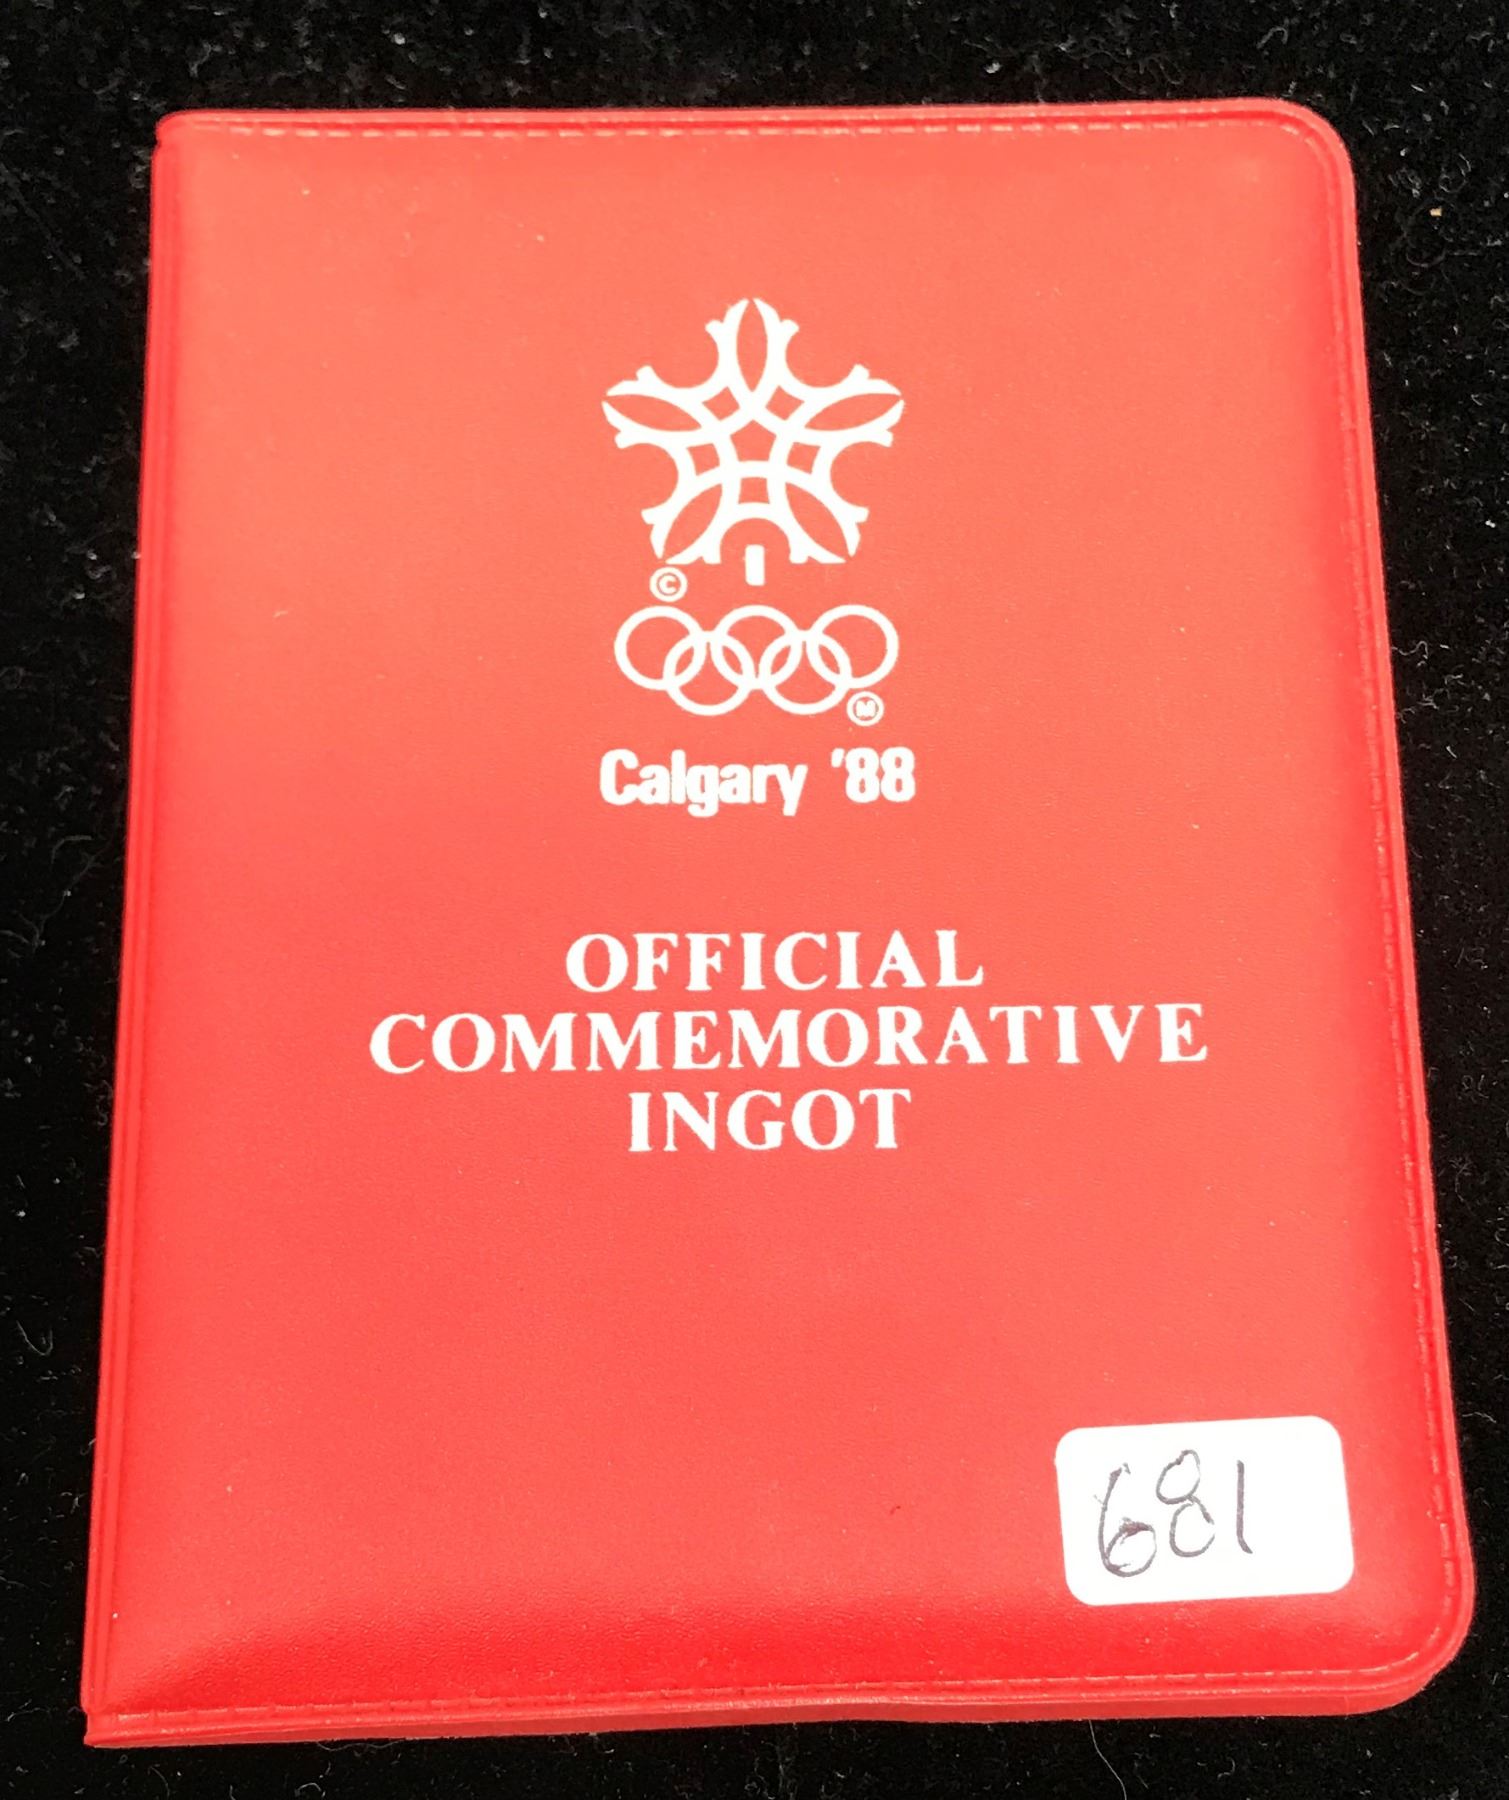 ©
Ⓜ
Calgary '88
OFFICIAL
COMMEMORATIVE
INGOT
681